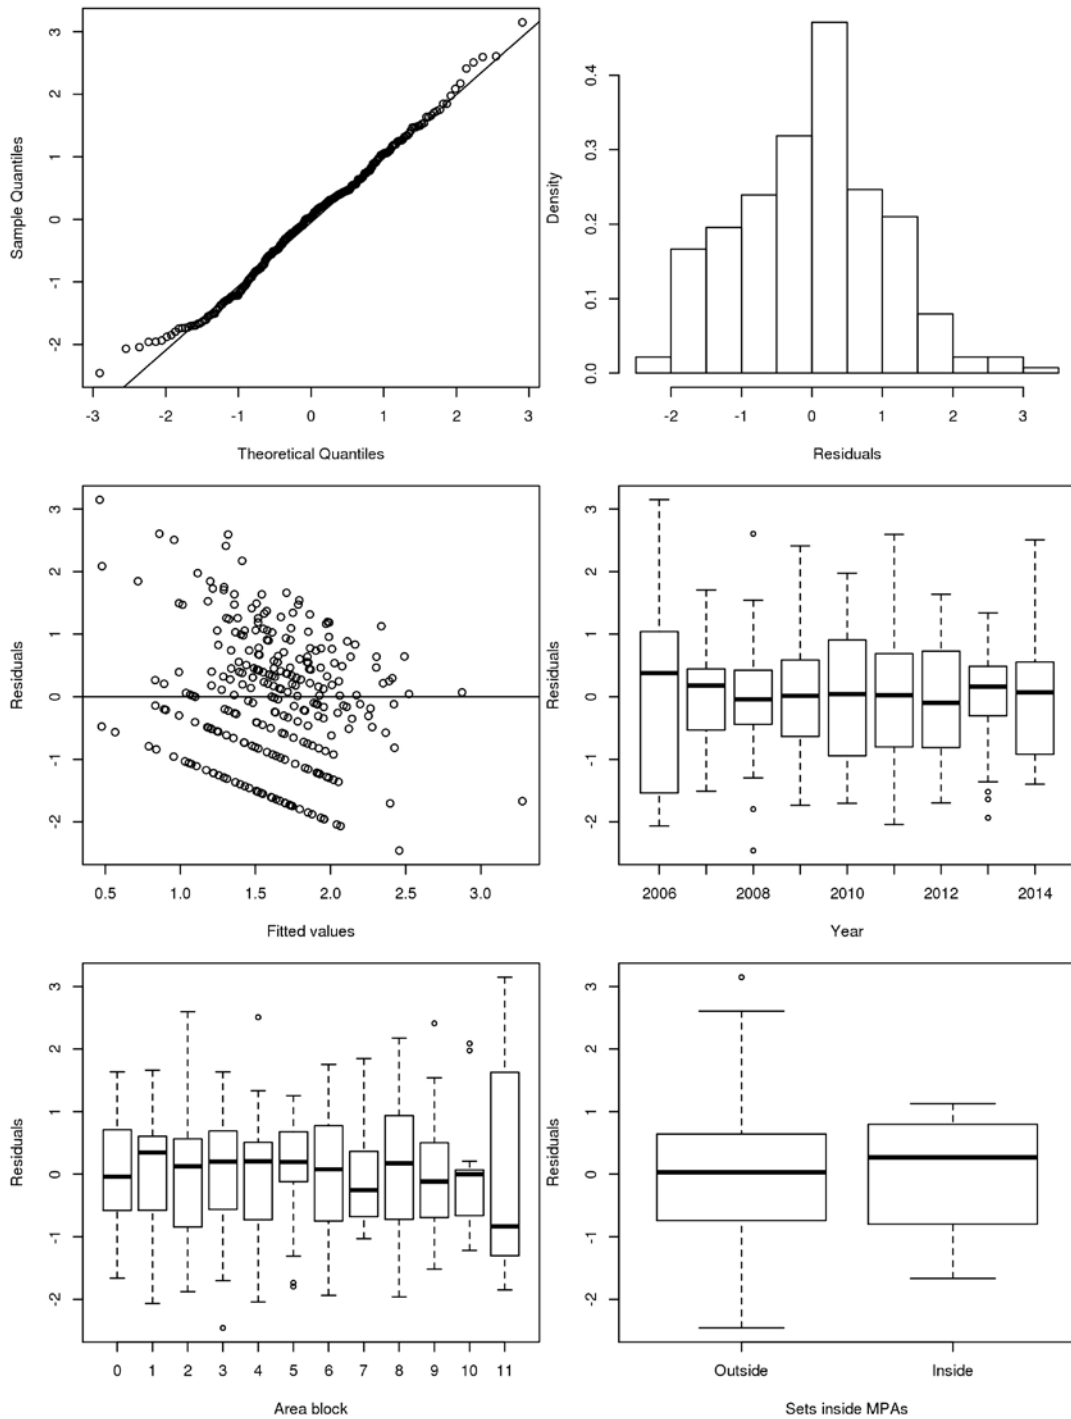 Sample Quantiles
3
2
1
0
-1
-2
-3 -2 -1 0 1 2 3
Theoretical Quantiles
Density
0.4
0.3
0.2
0.1
0.0
-2 -1 0 1 2 3
Residuals
Residuals
3
2
1
0
-1
-2
0.5 1.0 1.5 2.0 2.5 3.0
Fitted values
Residuals
3
2
1
0
-1
-2
2006 2008 2010 2012 2014
Year
Residuals
3
2
1
0
-1
-2
0 1 2 3 4 5 6 7 8 9 10 11
Area block
Residuals
3
2
1
0
-1
-2
Outside Inside
Sets inside MPAs